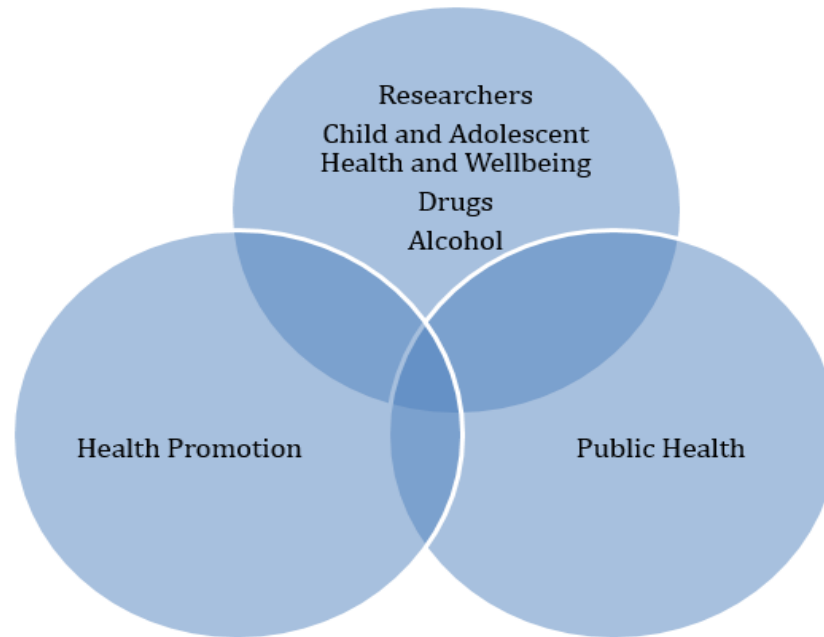 Researchers
Child and Adolescent
Health and Wellbeing
Drugs
Alcohol
Health Promotion
Public Health